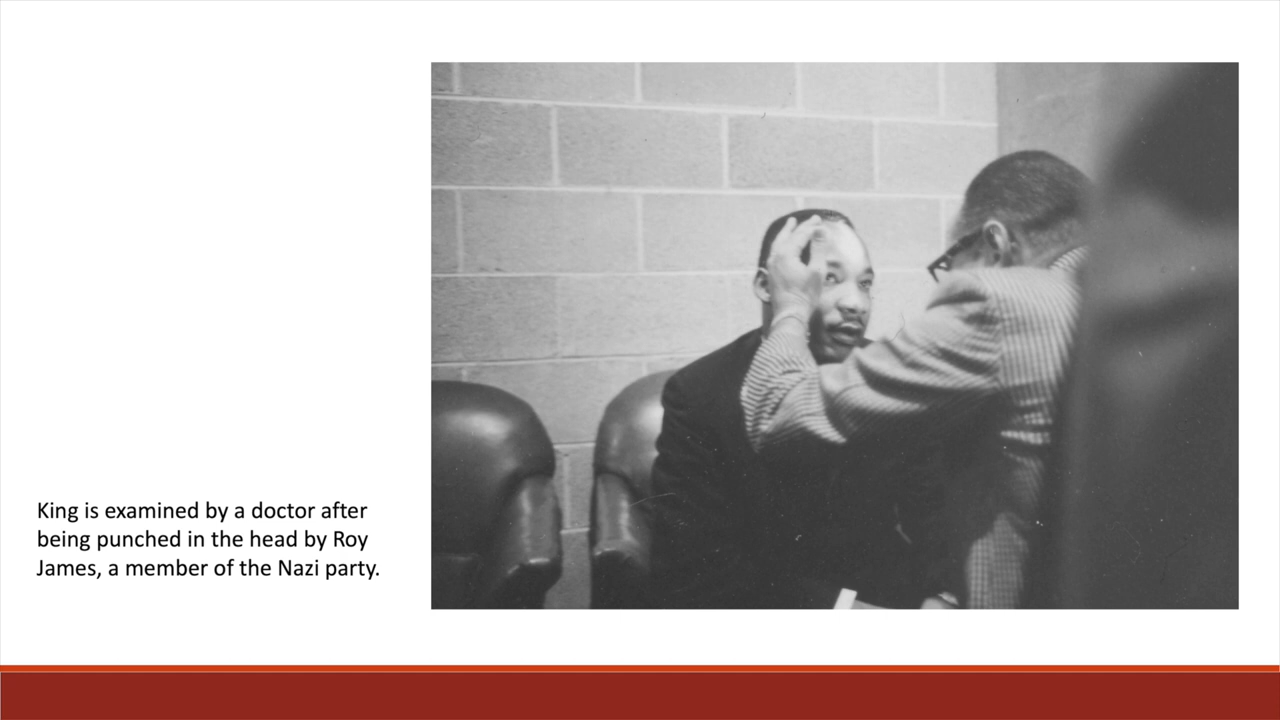 King is examined by a doctor after
being punched in the head by Roy
James, a member of the Nazi party.